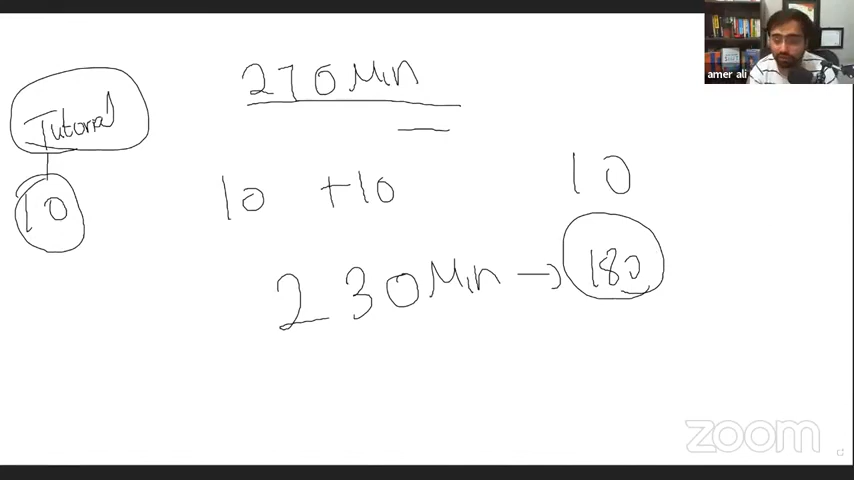 270 Min
Tutorial
10
10 +10
10
230 Min → 180
amer ali
zoom